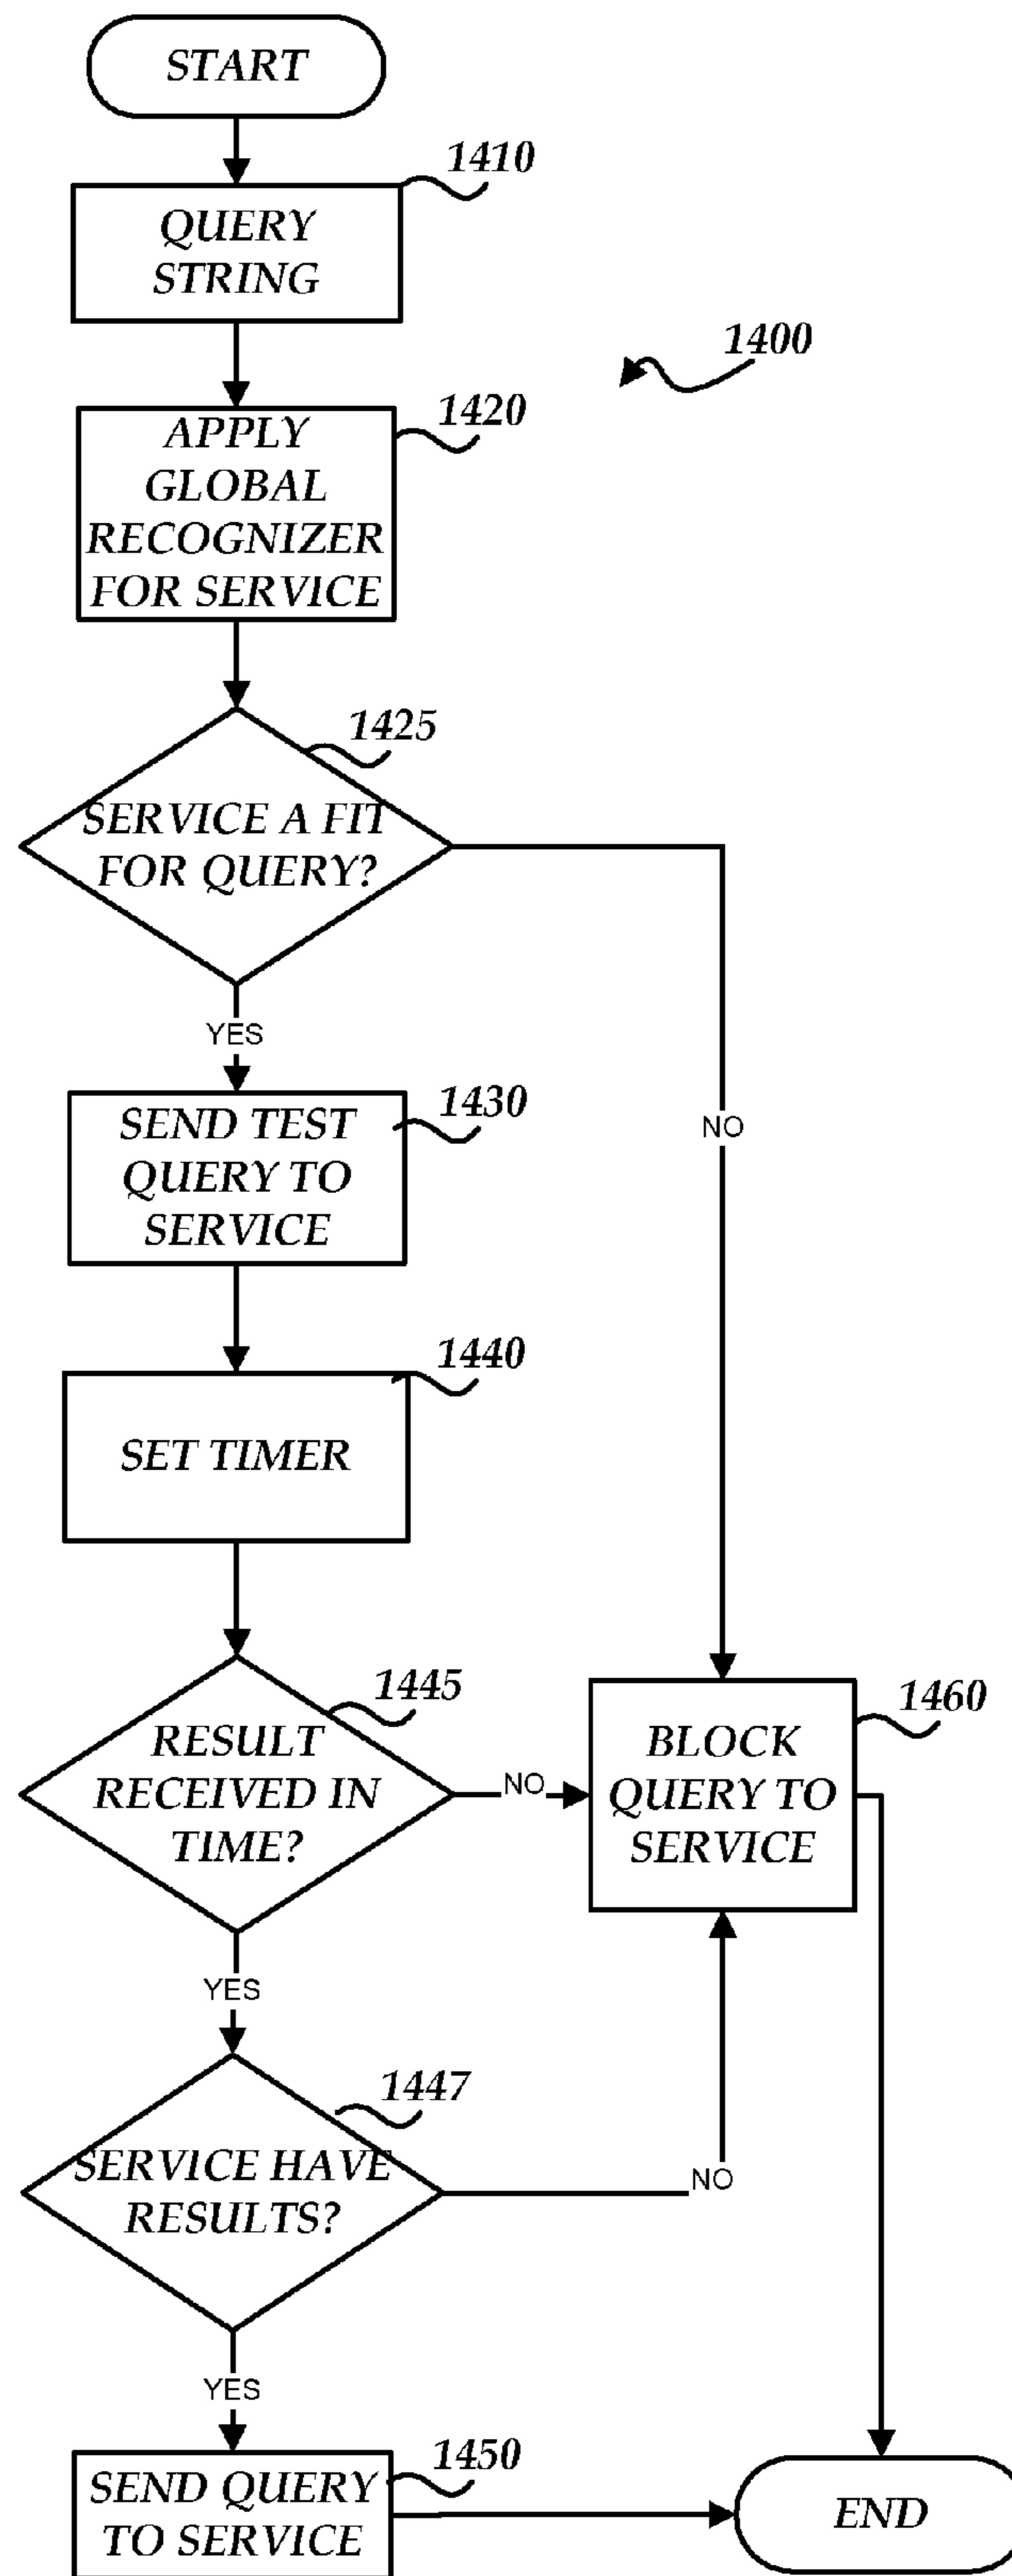 START
1410
QUERY
STRING
1400
1420
APPLY
GLOBAL
RECOGNIZER
FOR SERVICE
1425
SERVICE A FIT
FOR QUERY?
YES
NO
1430
SEND TEST
QUERY TO
SERVICE
1440
SET TIMER
1445
RESULT
RECEIVED IN
TIME?
NO
1460
BLOCK
QUERY TO
SERVICE
YES
1447
SERVICE HAVE
RESULTS?
NO
YES
1450
SEND QUERY
TO SERVICE
END